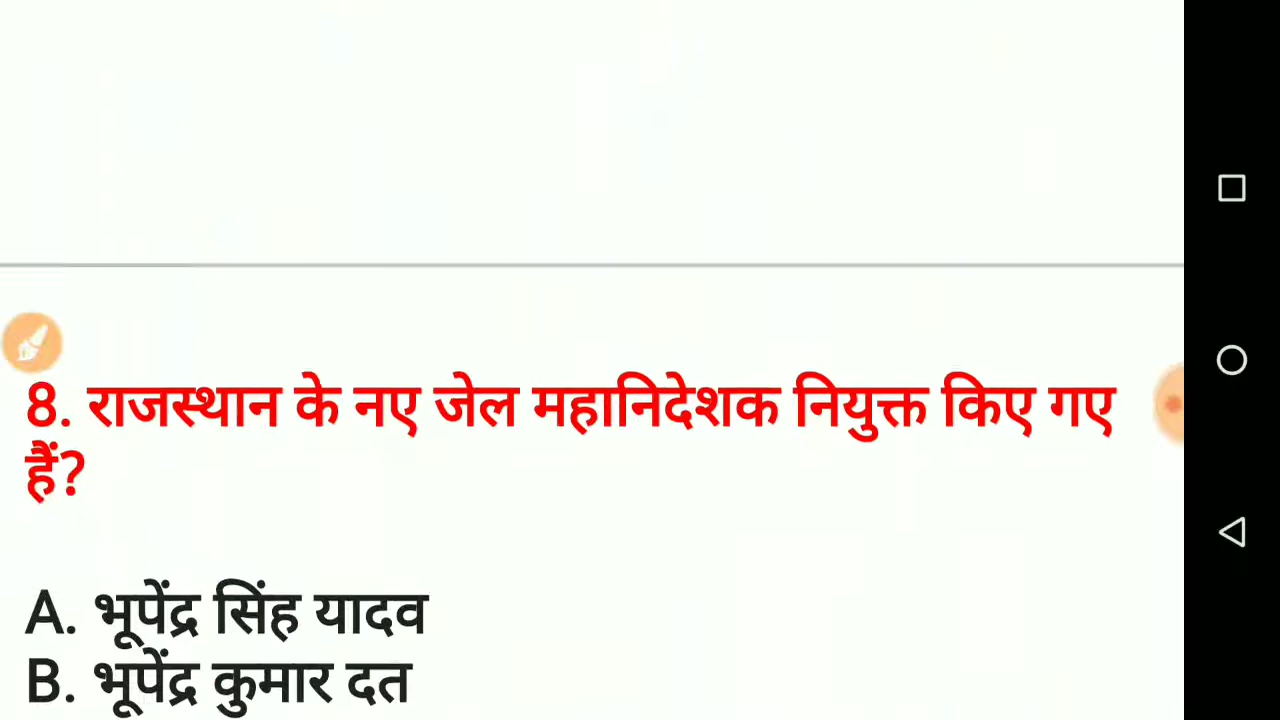 8. राजस्थान के नए जेल महानिदेशक नियुक्त किए गए
हैं?
A. भूपेंद्र सिंह यादव
B. भूपेंद्र कुमार दत